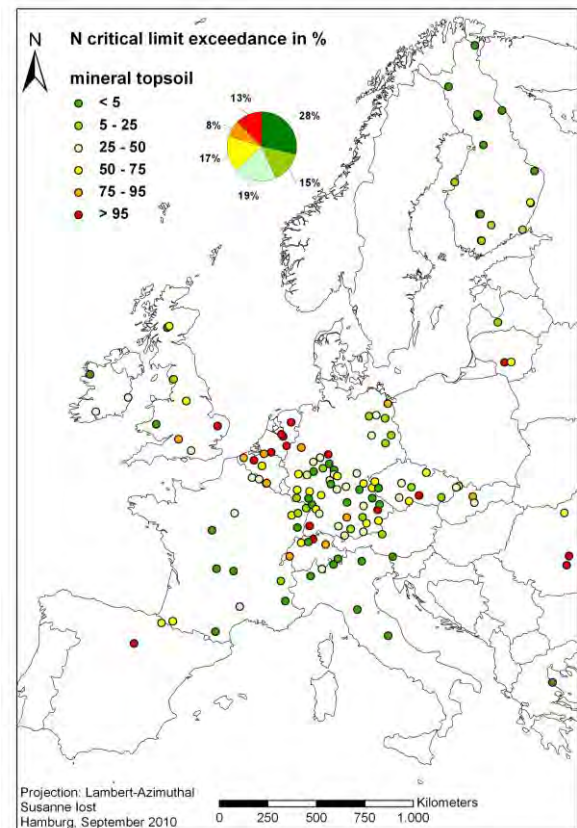 N
N critical limit exceedance in %
mineral topsoil
< 5
5 - 25
25 - 50
50 - 75
75 - 95
> 95
13%
28%
8%
17%
15%
19%
Projection: Lambert-Azimuthal
Susanne Iost
Hamburg, September 2010
Kilometers
0 250 500 750 1.000